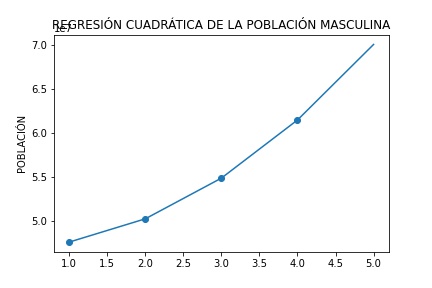 REGRESIÓN CUADRÁTICA DE LA POBLACIÓN MASCULINA
1e7
7.0
6.5
6.0
5.5
5.0
POBLACIÓN
1.0 1.5 2.0 2.5 3.0 3.5 4.0 4.5 5.0